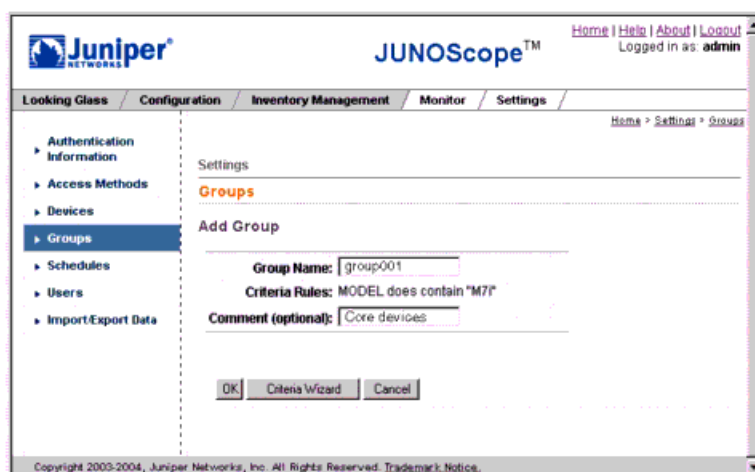 Home | Help | About | Logout
Juniper®
NETWORKS
JUNOScope™
Logged in as: admin
Looking Glass / Configuration / Inventory Management / Monitor / Settings /
Home > Settings > Groups
Authentication
Information
Access Methods
Devices
Groups
Schedules
Users
Import/Export Data
Settings
Groups
Add Group
Group Name: group001
Criteria Rules: MODEL does contain "M7i"
Comment (optional): Core devices
OK Criteria Wizard Cancel
Copyright 2003-2004, Juniper Networks, Inc. All Rights Reserved. Trademark Notice.